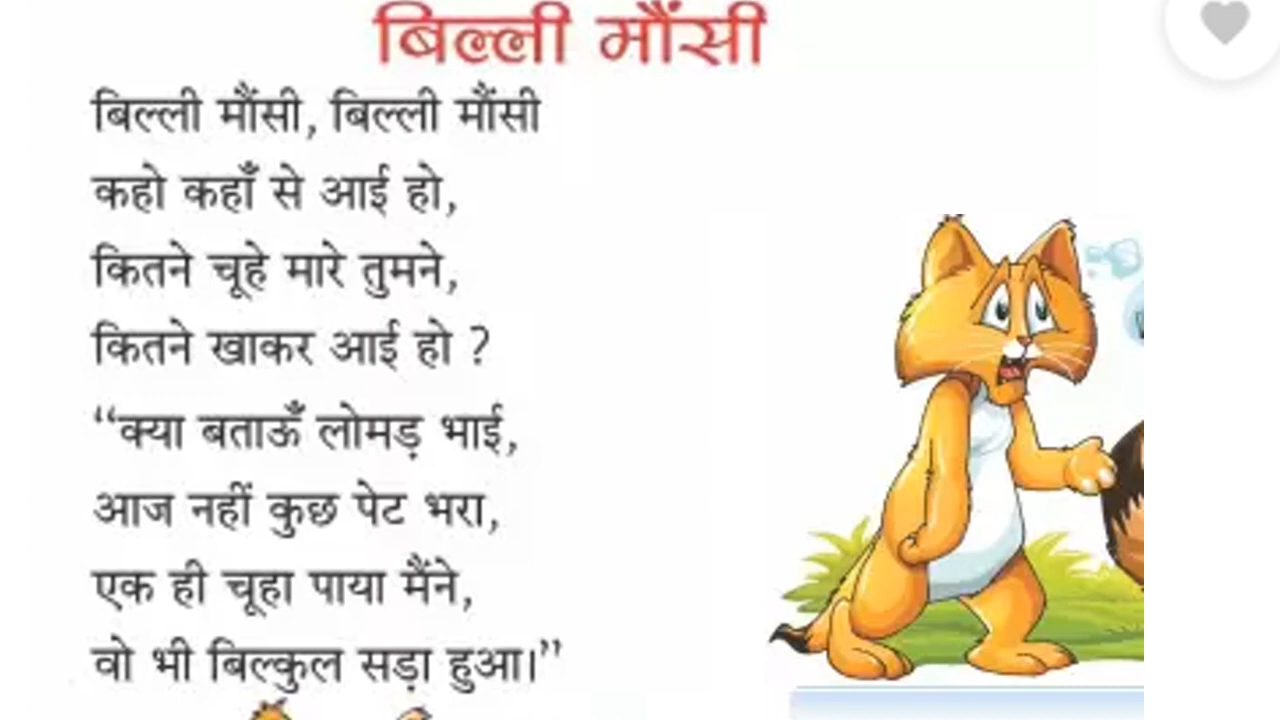 बिल्ली मौंसी
बिल्ली मौंसी, बिल्ली मौंसी
कहो कहाँ से आई हो,
कितने चूहे मारे तुमने,
कितने खाकर आई हो ?
“क्या बताऊँ लोमड़ भाई,
आज नहीं कुछ पेट भरा,
एक ही चूहा पाया मैंने,
वो भी बिल्कुल सड़ा हुआ।”